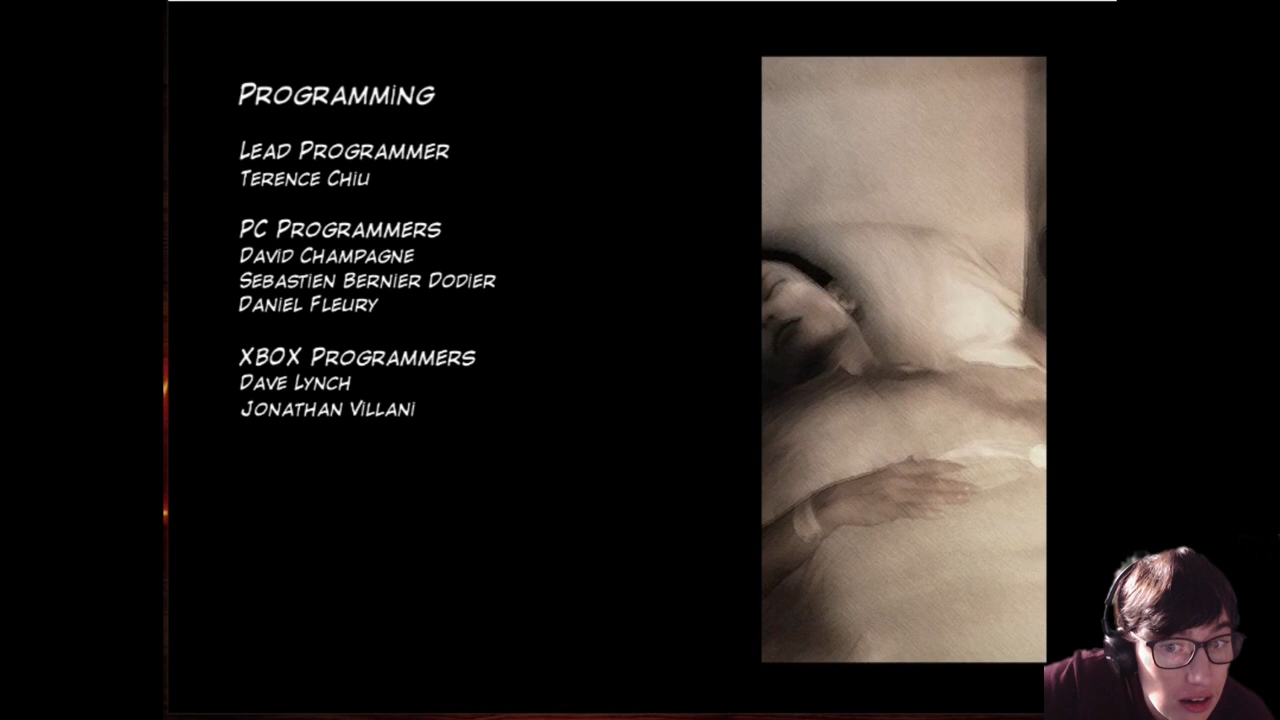 Programming
Lead Programmer
Terence Chiu
PC Programmers
David Champagne
Sebastien Bernier Dodier
Daniel Fleury
XBOX Programmers
Dave Lynch
Jonathan Villani